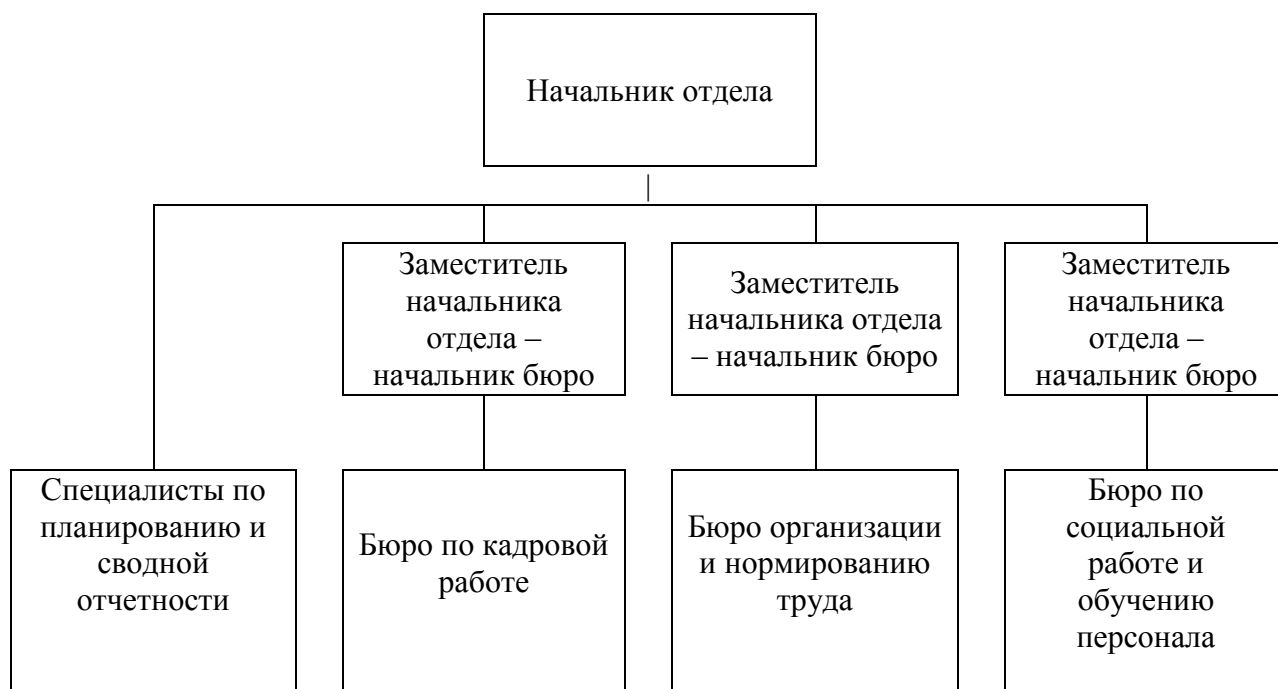 Начальник отдела
Заместитель
начальника
отдела –
начальник бюро
Заместитель
начальника отдела
– начальник бюро
Заместитель
начальника
отдела –
начальник бюро
Специалисты по
планированию и
сводной
отчетности
Бюро по кадровой
работе
Бюро организации
и нормированию
труда
Бюро по
социальной
работе и
обучению
персонала